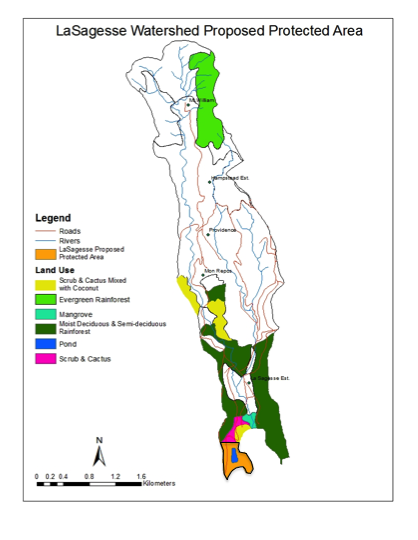 LaSagesse Watershed Proposed Protected Area
Mt. William
Hampstead Est.
Providence
Mon Repos
La Sagesse Est.
Legend
Roads
Rivers
LaSagesse Proposed
Protected Area
Land Use
Scrub & Cactus Mixed
with Coconut
Evergreen Rainforest
Mangrove
Moist Deciduous & Semi-deciduous
Rainforest
Pond
Scrub & Cactus
N
0 0.2 0.4 0.8 1.2 1.6
Kilometers